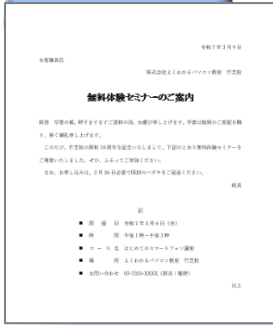 令和7年3月9日
お客様各位
株式会社よくわかるパソコン教室 竹芝校
無料体験セミナーのご案内
拝啓 早春の候、時下ますますご清祥の段、お慶び申し上げます。平素は格別のご高配を賜
り、厚く御礼申し上げます。
このたび、竹芝校の開校10周年を記念いたしまして、下記のとおり無料体験セミナーを
ご用意いたしました。ぜひ、ふるってご参加ください。
なお、お申し込みは、3月26日必着で同封のハガキをご返送ください。
敬具
記
■ 開催日 令和7年4月6日(金)
■ 時間 午後1時~午後3時
■ コース名 はじめてのスマートフォン講座
■ 場所 よくわかるパソコン教室 竹芝校
■ お問い合わせ 03-5355-XXXX
以上